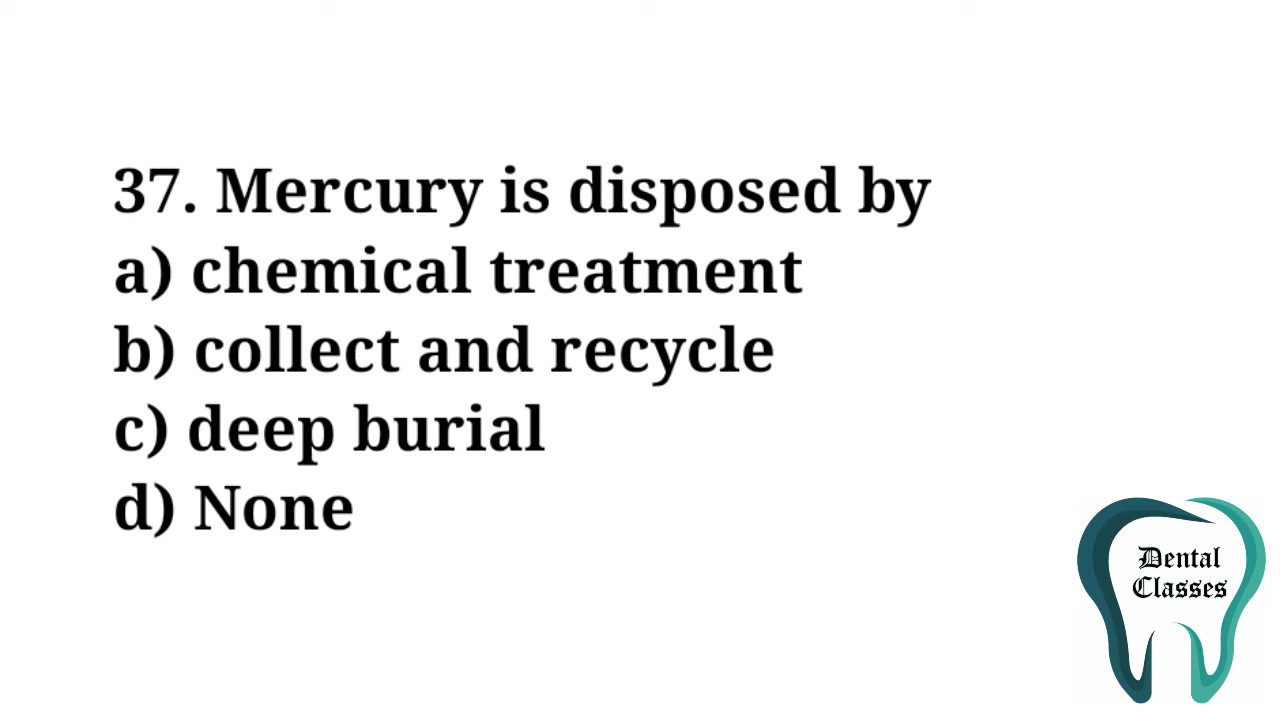 37. Mercury is disposed by
a) chemical treatment
b) collect and recycle
c) deep burial
d) None
Dental
Classes